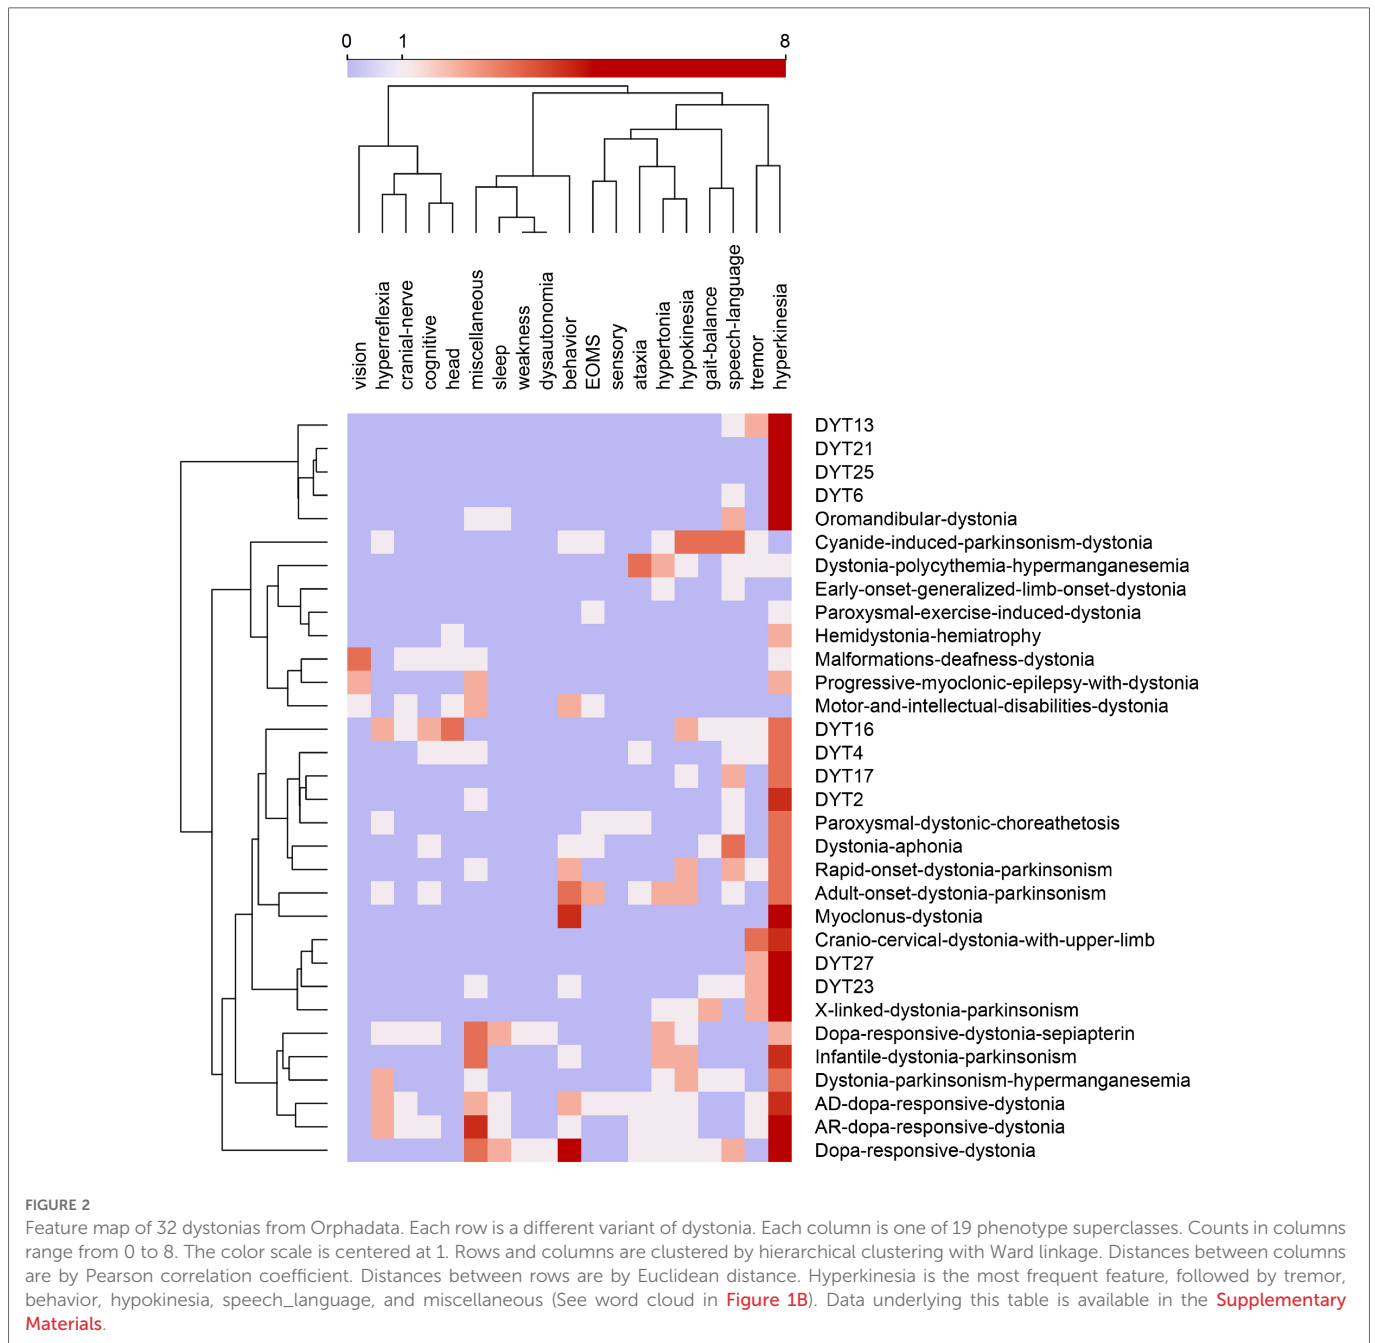 0 1 8
vision
hyperreflexia
cranial-nerve
cognitive
head
miscellaneous
sleep
weakness
dysautonomia
behavior
EOMS
sensory
ataxia
hypertonia
hypokinesia
gait-balance
speech-language
tremor
hyperkinesia
DYT13
DYT21
DYT25
DYT6
Oromandibular-dystonia
Cyanide-induced-parkinsonism-dystonia
Dystonia-polycythemia-hypermanganesemia
Early-onset-generalized-limb-onset-dystonia
Paroxysmal-exercise-induced-dystonia
Hemidystonia-hemiatrophy
Malformations-deafness-dystonia
Progressive-myoclonic-epilepsy-with-dystonia
Motor-and-intellectual-disabilities-dystonia
DYT16
DYT4
DYT17
DYT2
Paroxysmal-dystonic-choreathetosis
Dystonia-aphonia
Rapid-onset-dystonia-parkinsonism
Adult-onset-dystonia-parkinsonism
Myoclonus-dystonia
Cranio-cervical-dystonia-with-upper-limb
DYT27
DYT23
X-linked-dystonia-parkinsonism
Dopa-responsive-dystonia-sepiapterin
Infantile-dystonia-parkinsonism
Dystonia-parkinsonism-hypermanganesemia
AD-dopa-responsive-dystonia
AR-dopa-responsive-dystonia
Dopa-responsive-dystonia
FIGURE 2
Feature map of 32 dystonias from Orphadata. Each row is a different variant of dystonia. Each column is one of 19 phenotype superclasses. Counts in columns
range from 0 to 8. The color scale is centered at 1. Rows and columns are clustered by hierarchical clustering with Ward linkage. Distances between columns
are by Pearson correlation coefficient. Distances between rows are by Euclidean distance. Hyperkinesia is the most frequent feature, followed by tremor,
behavior, hypokinesia, speech_language, and miscellaneous (See word cloud in Figure 1B). Data underlying this table is available in the Supplementary
Materials.